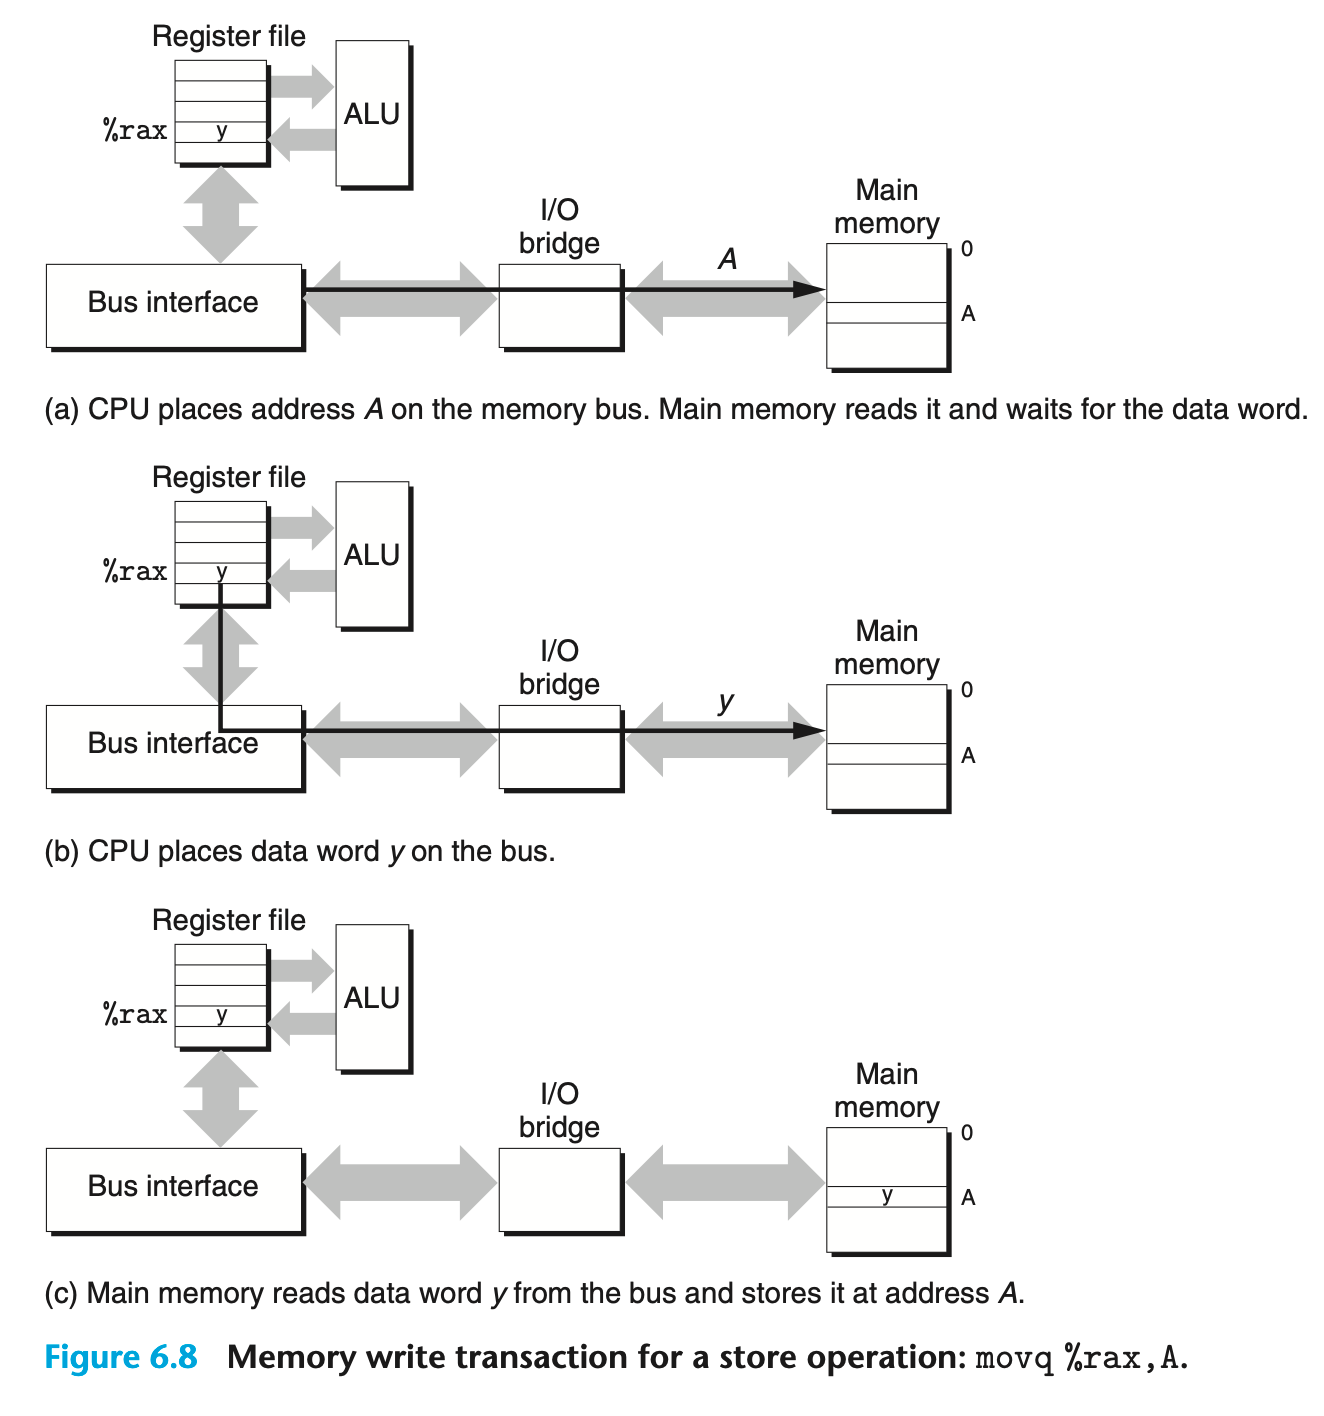 Register file
ALU
%rax
y
I/O
bridge
A
Main
memory
0
A
Bus interface
(a) CPU places address A on the memory bus. Main memory reads it and waits for the data word.
Register file
ALU
%rax
y
I/O
bridge
y
Main
memory
0
A
Bus interface
(b) CPU places data word y on the bus.
Register file
ALU
%rax
y
I/O
bridge
Main
memory
0
y
A
Bus interface
(c) Main memory reads data word y from the bus and stores it at address A.
Figure 6.8 Memory write transaction for a store operation: movq %rax,A.